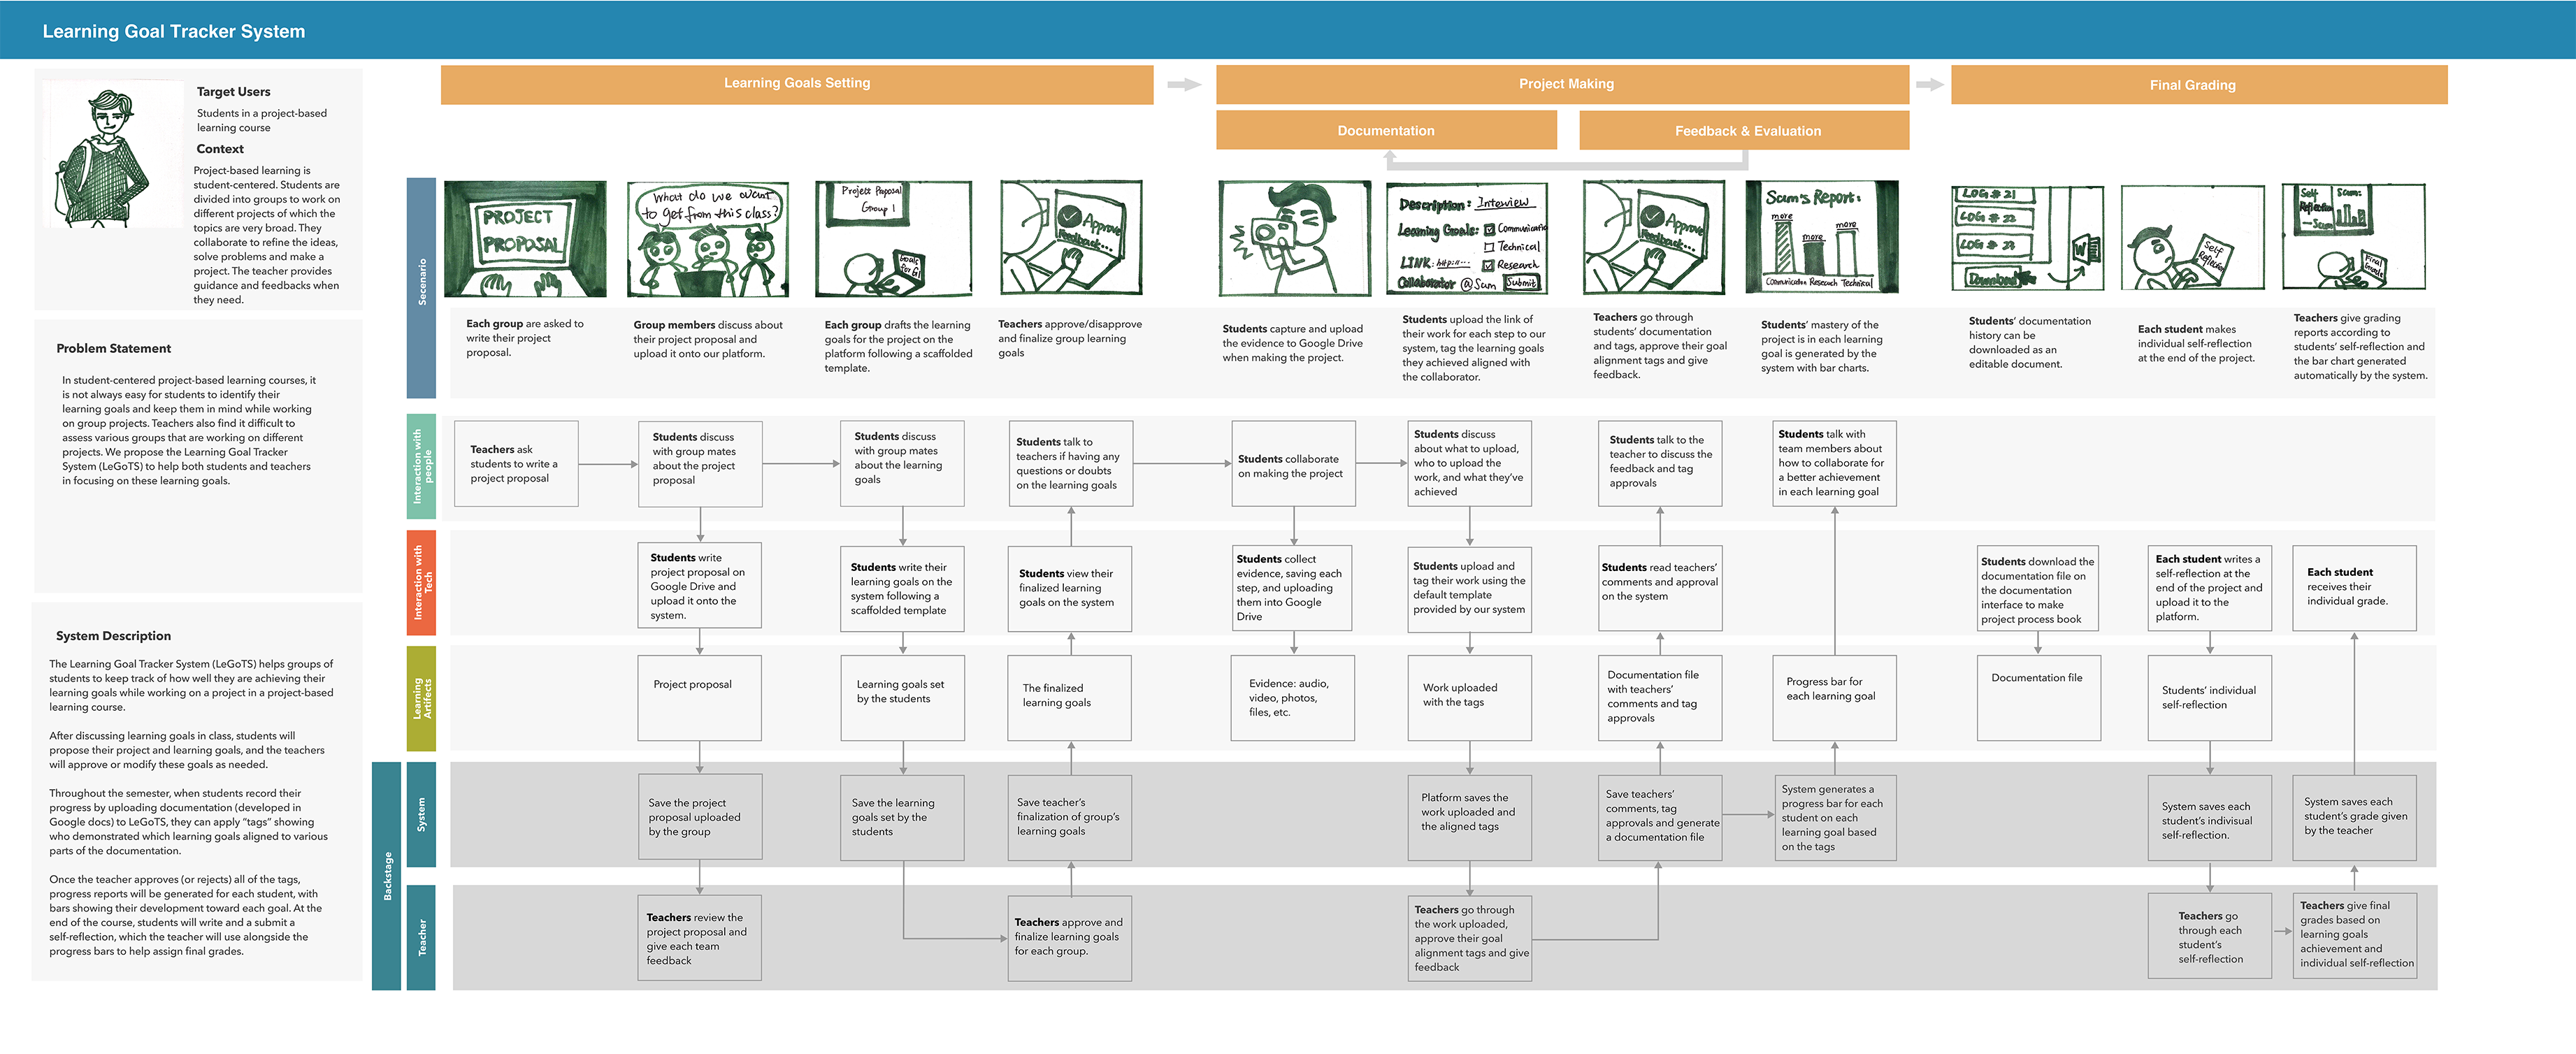 Learning Goal Tracker System
Target Users
Students in a project-based
learning course
Context
Project-based learning is
student-centered. Students are
divided into groups to work on
different projects of which the
topics are very broad. They
collaborate to refine the ideas,
solve problems and make a
project. The teacher provides
guidance and feedbacks when
they need.
Problem Statement
In student-centered project-based learning courses, it
is not always easy for students to identify their
learning goals and keep them in mind while working
on group projects. Teachers also find it difficult to
assess various groups that are working on different
projects. We propose the Learning Goal Tracker
System (LeGoTS) to help both students and teachers
in focusing on these learning goals.
System Description
The Learning Goal Tracker System (LeGoTS) helps groups of
students to keep track of how well they are achieving their
learning goals while working on a project in a project-based
learning course.
After discussing learning goals in class, students will
propose their project and learning goals, and the teachers
will approve or modify these goals as needed.
Throughout the semester, when students record their
progress by uploading documentation (developed in
Google docs) to LeGoTS, they can apply “tags” showing
who demonstrated which learning goals aligned to various
parts of the documentation.
Once the teacher approves (or rejects) all of the tags,
progress reports will be generated for each student, with
bars showing their development toward each goal. At the
end of the course, students will write and a submit a
self-reflection, which the teacher will use alongside the
progress bars to help assign final grades.
Learning Goals Setting
Project Making
Final Grading
Documentation
Feedback & Evaluation
Secenario
PROJECT
PROPOSAL
What do we want
to get from this class?
Project Proposal
Group 1
Goals
for G1
Approve
Feedback...
Description: Interview
Learning Goals: Communicatio
Technical
LINK: http://...
Research
Collaborator @Sam Submit
Approve
Feedback...
Sam's Report:
more
more
more
Communication Research Technical
LOG # 21
LOG # 22
LOG # 23
Download
W
Self
Reflection
Self
Reflection
--Sam
Sam:
Final
Grade
Each group are asked to
write their project
proposal.
Group members discuss about
their project proposal and
upload it onto our platform.
Each group drafts the learning
goals for the project on the
platform following a scaffolded
template.
Teachers approve/disapprove
and finalize group learning
goals
Students capture and upload
the evidence to Google Drive
when making the project.
Students upload the link of
their work for each step to our
system, tag the learning goals
they achieved aligned with
the collaborator.
Teachers go through
students’ documentation
and tags, approve their goal
alignment tags and give
feedback.
Students’ mastery of the
project is in each learning
goal is generated by the
system with bar charts.
Students’ documentation
history can be
downloaded as an
editable document.
Each student makes
individual self-reflection
at the end of the project.
Teachers give grading
reports according to
students’ self-reflection and
the bar chart generated
automatically by the system.
Interaction with
people
Teachers ask
students to write a
project proposal
Students discuss
with group mates
about the project
proposal
Students discuss
with group mates
about the learning
goals
Students talk to
teachers if having any
questions or doubts
on the learning goals
Students collaborate
on making the project
Students discuss
about what to upload,
who to upload the
work, and what they’ve
achieved
Students talk to the
teacher to discuss the
feedback and tag
approvals
Students talk with
team members about
how to collaborate for
a better achievement
in each learning goal
Interaction with
Tech
Students write
project proposal on
Google Drive and
upload it onto the
system.
Students write their
learning goals on the
system following a
scaffolded template
Students view their
finalized learning
goals on the system
Students collect
evidence, saving each
step, and uploading
them into Google
Drive
Students upload and
tag their work using the
default template
provided by our system
Students read teachers’
comments and approval
on the system
Students download the
documentation file on
the documentation
interface to make
project process book
Each student writes a
self-reflection at the
end of the project and
upload it to the
platform.
Each student
receives their
individual grade.
Learning
Artifects
Project proposal
Learning goals set
by the students
The finalized
learning goals
Evidence: audio,
video, photos,
files, etc.
Work uploaded
with the tags
Documentation file
with teachers’
comments and tag
approvals
Progress bar for
each learning goal
Documentation file
Students’ individual
self-reflection
Backstage
System
Save the project
proposal uploaded
by the group
Save the learning
goals set by the
students
Save teacher’s
finalization of group’s
learning goals
Platform saves the
work uploaded and
the aligned tags
Save teachers’
comments, tag
approvals and generate
a documentation file
System generates a
progress bar for each
student on each
learning goal based
on the tags
System saves each
student’s indivisual
self-reflection.
System saves each
student’s grade given
by the teacher
Teacher
Teachers review the
project proposal and
give each team
feedback
Teachers approve and
finalize learning goals
for each group.
Teachers go through
the work uploaded,
approve their goal
alignment tags and give
feedback
Teachers go
through each
student’s
self-reflection
Teachers give final
grades based on
learning goals
achievement and
individual self-reflection